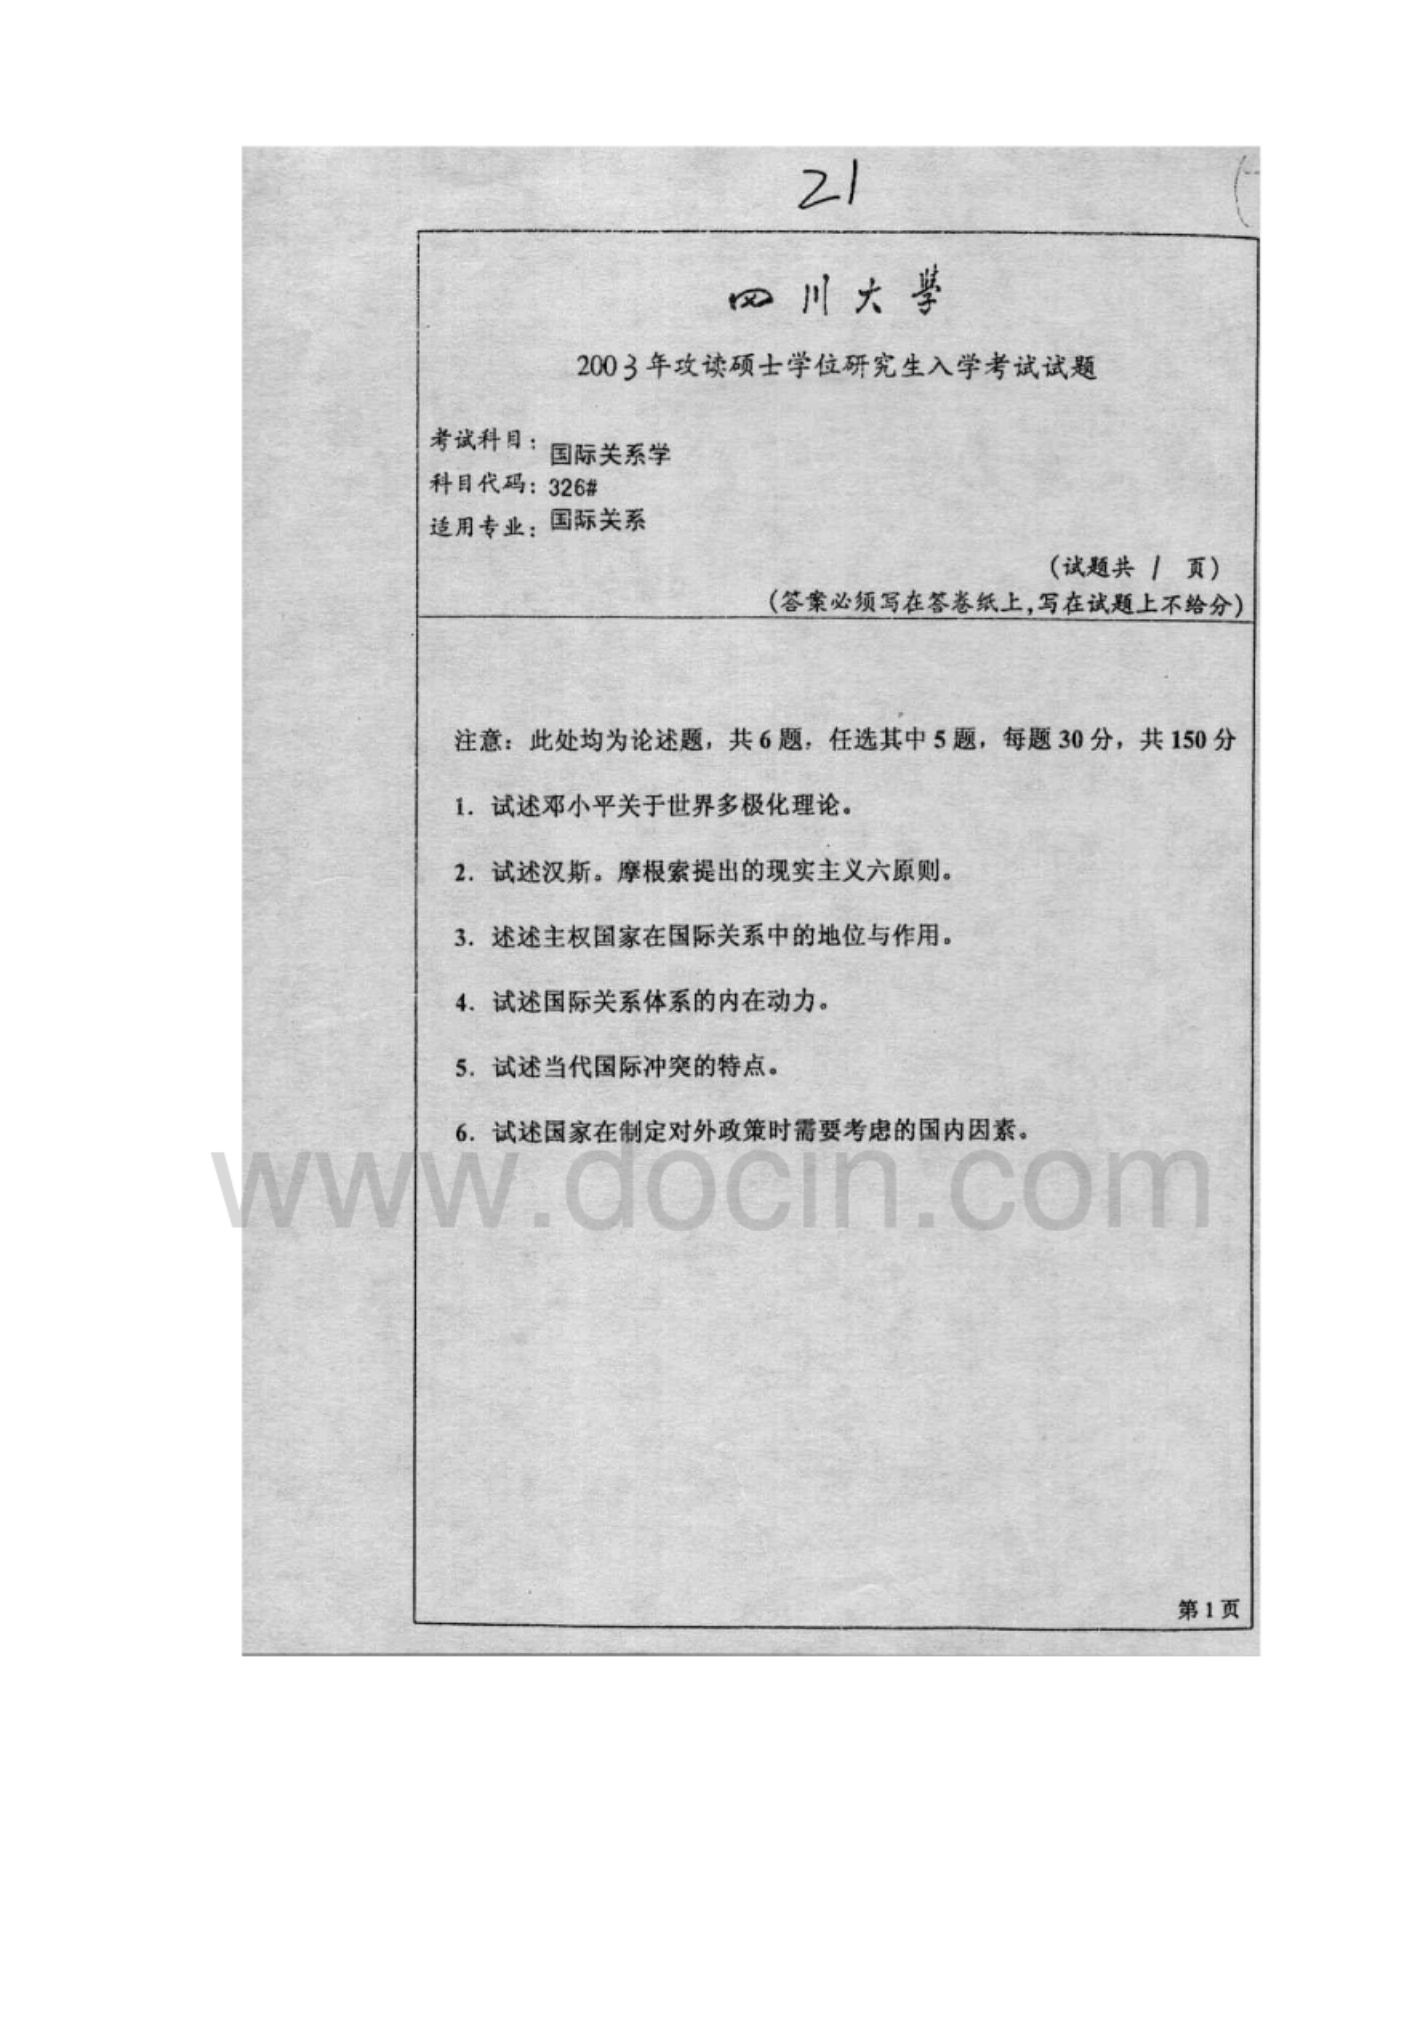 21
四川大學
2003年攻读硕士学位研究生入学考试试题
考试科目：国际关系学
科目代码：326#
适用专业：国际关系
（试题共 1 页）
（答案必须写在答卷纸上，写在试题上不给分）
注意：此处均为论述题，共6题，任选其中5题，每题30分，共150分
1. 试述邓小平关于世界多极化理论。
2. 试述汉斯。摩根索提出的现实主义六原则。
3. 述述主权国家在国际关系中的地位与作用。
4. 试述国际关系体系的内在动力。
5. 试述当代国际冲突的特点。
6. 试述国家在制定对外政策时需要考虑的国内因素。
www.docin.com
第1页